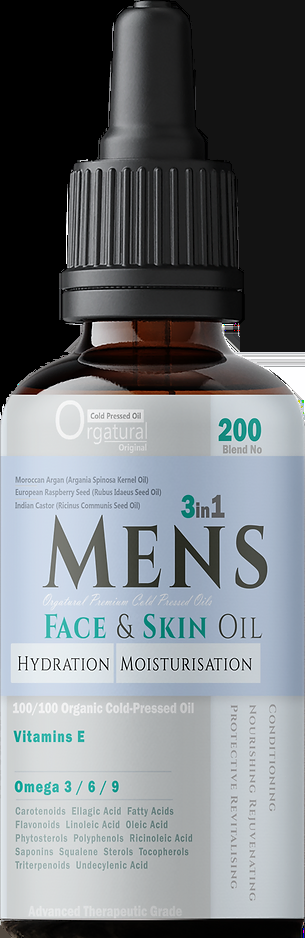 Cold Pressed Oil
Orgatural
Original
200
Blend No
Moroccan Argan (Argania Spinosa Kernel Oil)
European Raspberry Seed (Rubus Idaeus Seed Oil)
Indian Castor (Ricinus Communis Seed Oil)
3in1
MENS
Orgatural Premium Cold Pressed Oils
FACE & SKIN OIL
HYDRATION MOISTURISATION
100/100 Organic Cold-Pressed Oil
Vitamins E
Omega 3 / 6 / 9
Carotenoids Ellagic Acid Fatty Acids
Flavonoids Linoleic Acid Oleic Acid
Phytosterols Polyphenols Ricinoleic Acid
Saponins Squalene Sterols Tocopherols
Triterpenoids Undecylenic Acid
CONDITIONING
NOURISHING REJUVENATING
PROTECTIVE REVITALISING
Advanced Therapeutic Grade